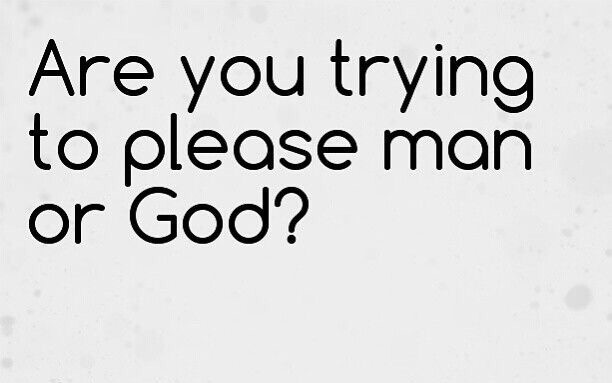 Are you trying
to please man
or God?